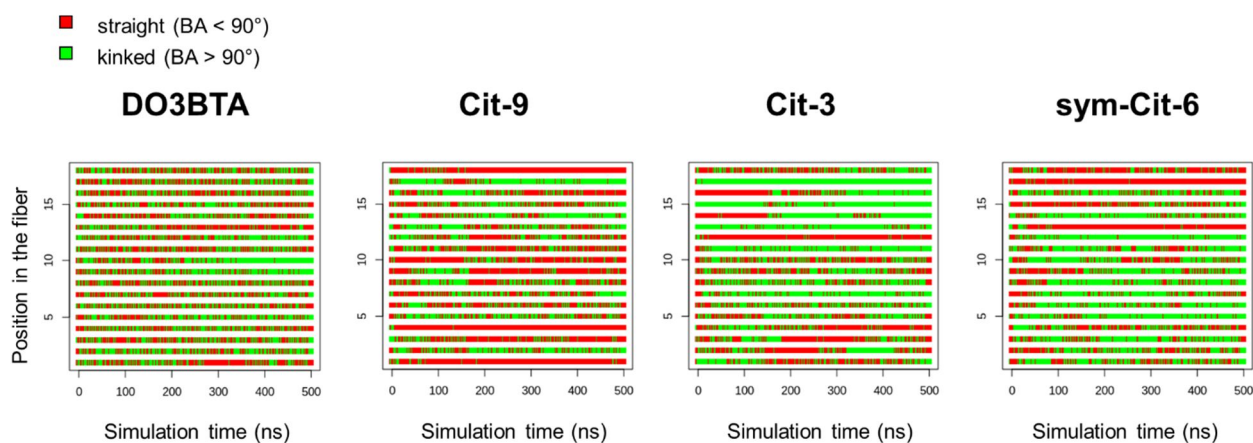 straight (BA < 90°)
kinked (BA > 90°)
DO3BTA
Cit-9
Cit-3
sym-Cit-6
Position in the fiber
15
10
5
0 100 200 300 400 500
Simulation time (ns)
15
10
5
0 100 200 300 400 500
Simulation time (ns)
15
10
5
0 100 200 300 400 500
Simulation time (ns)
15
10
5
0 100 200 300 400 500
Simulation time (ns)